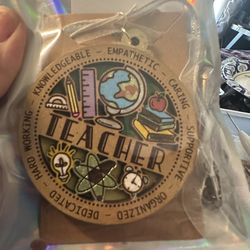 HARD WORKING - KNOWLEDGEABLE - EMPATHETIC - CARING - SUPPORTIVE - ORGANIZED - DEDICATED -
TEACHER